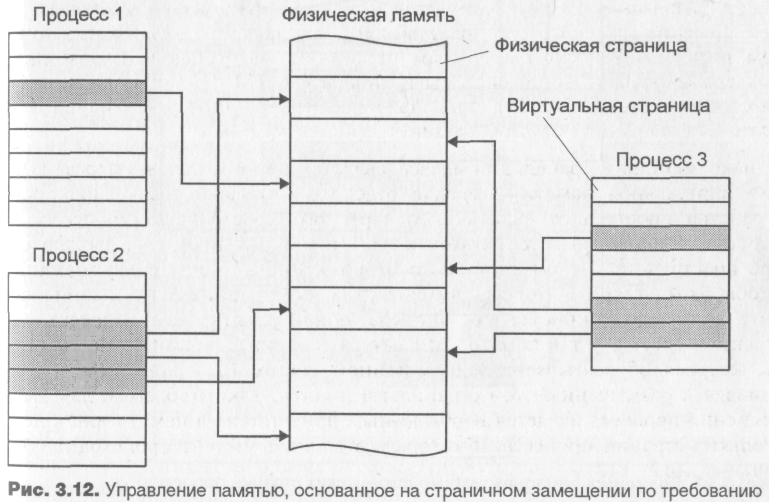 Процесс 1
Физическая память
Физическая страница
Виртуальная страница
Процесс 3
Процесс 2
Рис. 3.12. Управление памятью, основанное на страничном замещении по требованию